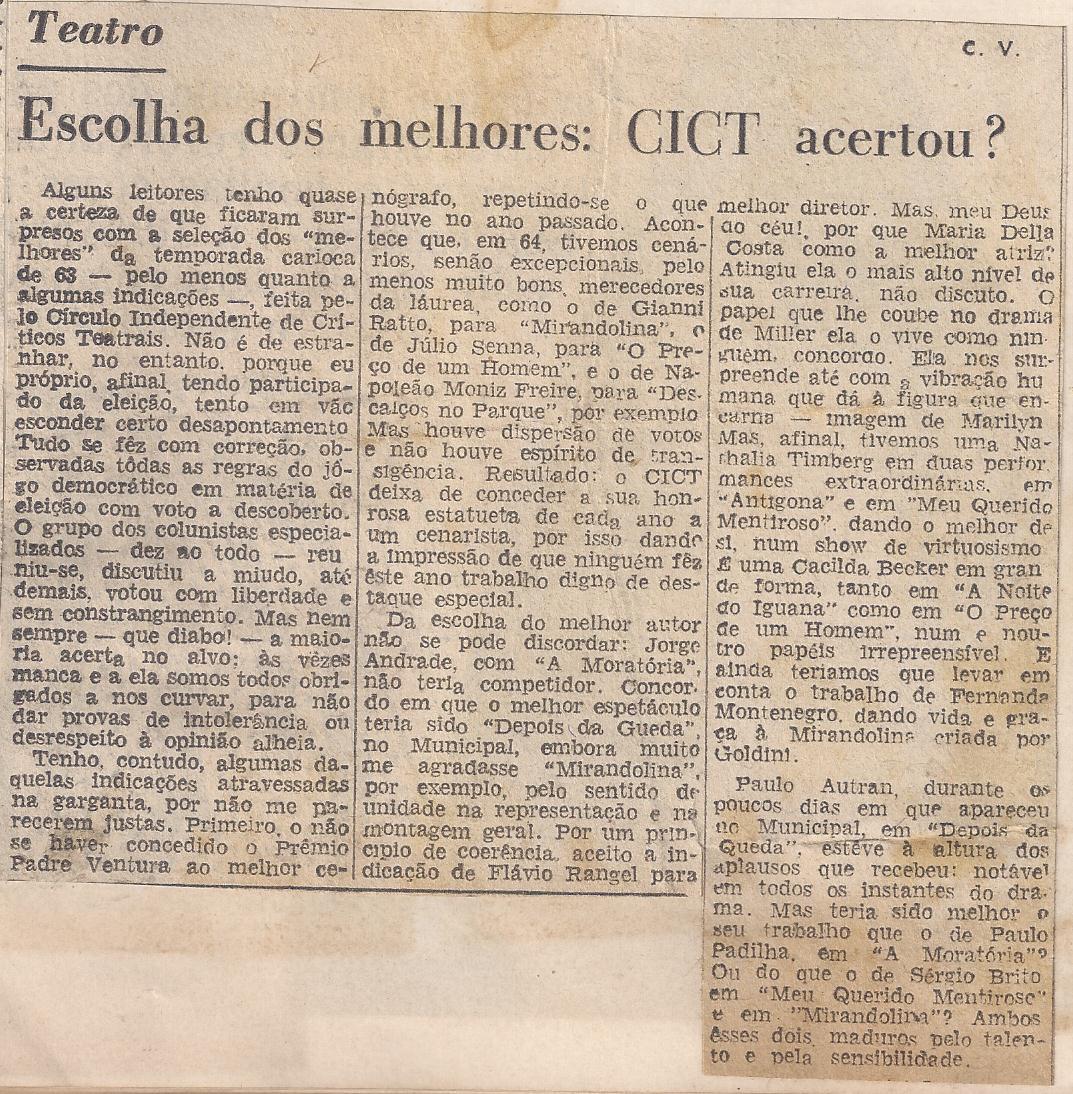 Teatro
C. V.
Escolha dos melhores: CICT acertou?
Alguns leitores tenho quase
a certeza de que ficaram sur-
presos com a seleção dos "me-
lhores" da temporada carioca
de 63 — pelo menos quanto a
algumas indicações —, feita pe-
lo Círculo Independente de Crí-
ticos Teatrais. Não é de estra-
nhar, no entanto, porque eu
próprio, afinal, tendo participa-
do da eleição, tento em vão
esconder certo desapontamento
Tudo se fêz com correção, ob-
servadas tôdas as regras do jô-
go democrático em matéria de
eleição com voto a descoberto.
O grupo dos colunistas especia-
lizados — dez ao todo — reu
niu-se, discutiu a miudo, até
demais, votou com liberdade e
sem constrangimento. Mas nem
sempre — que diabo! — a maio-
ria acerta no alvo: às vêzes
manca e a ela somos todos obri-
gados a nos curvar, para não
dar provas de intolerância ou
desrespeito à opinião alheia.
Tenho, contudo, algumas da-
quelas indicações atravessadas
na garganta, por não me pa-
recerem justas. Primeiro, o não
se haver concedido o Prêmio
Padre Ventura ao melhor ce-
nógrafo, repetindo-se o que
houve no ano passado. Acon-
tece que, em 64, tivemos cená-
rios, senão excepcionais, pelo
menos muito bons, merecedores
da láurea, como o de Gianni
Ratto, para "Mirandolina", o
de Júlio Senna, para "O Pre-
ço de um Homem", e o de Na-
poleão Moniz Freire, para "Des-
calços no Parque", por exemplo
Mas houve dispersão de votos
e não houve espírito de tran-
sigência. Resultado: o CICT
deixa de conceder a sua hon-
rosa estatueta de cada ano a
um cenarista, por isso dando
a impressão de que ninguém fêz
êste ano trabalho digno de des-
taque especial.
Da escolha do melhor autor
não se pode discordar: Jorge
Andrade, com "A Moratória",
não teria competidor. Concor-
do em que o melhor espetáculo
teria sido "Depois da Gueda",
no Municipal, embora muito
me agradasse "Mirandolina",
por exemplo, pelo sentido de
unidade na representação e na
montagem geral. Por um prin-
cipio de coerência, aceito a in-
dicação de Flávio Rangel para
melhor diretor. Mas, meu Deus
do céu!, por que Maria Della
Costa como a melhor atriz?
Atingiu ela o mais alto nível de
sua carreira, não discuto. O
papel que lhe coube no drama
de Miller ela o vive como nin-
guém, concordo. Ela nos sur-
preende até com a vibração hu
mana que dá à figura que en-
carna — imagem de Marilyn
Mas, afinal, tivemos uma Na-
thalia Timberg em duas perfor
mances extraordinárias, em
"Antígona" e em "Meu Querido
Mentiroso", dando o melhor de
si, num show de virtuosismo
E uma Cacilda Becker em gran
de forma, tanto em "A Noite
do Iguana" como em "O Preço
de um Homem", num e nou-
tro papéis irrepreensível. E
ainda teriamos que levar em
conta o trabalho de Fernanda
Montenegro, dando vida e gra-
ça à Mirandolina criada por
Goldini.
Paulo Autran, durante os
poucos dias em que apareceu
no Municipal, em "Depois da
Queda", estêve à altura dos
aplausos que recebeu: notável
em todos os instantes do dra-
ma. Mas teria sido melhor o
seu trabalho que o de Paulo
Padilha, em "A Moratória"?
Ou do que o de Sérgio Brito
em "Meu Querido Mentiroso"
e em "Mirandolina"? Ambos
êsses dois, maduros pelo talen-
to e pela sensibilidade.